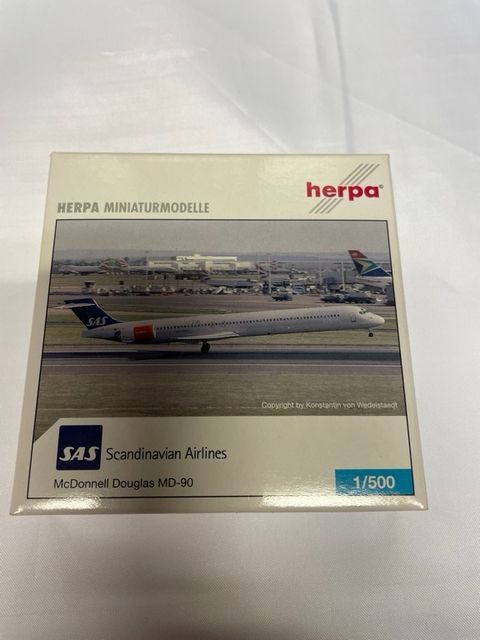 HERPA MINIATURMODELLE
herpa®
SAS
Copyright by Konstantin von Wedelstaedt
SAS Scandinavian Airlines
McDonnell Douglas MD-90
1/500